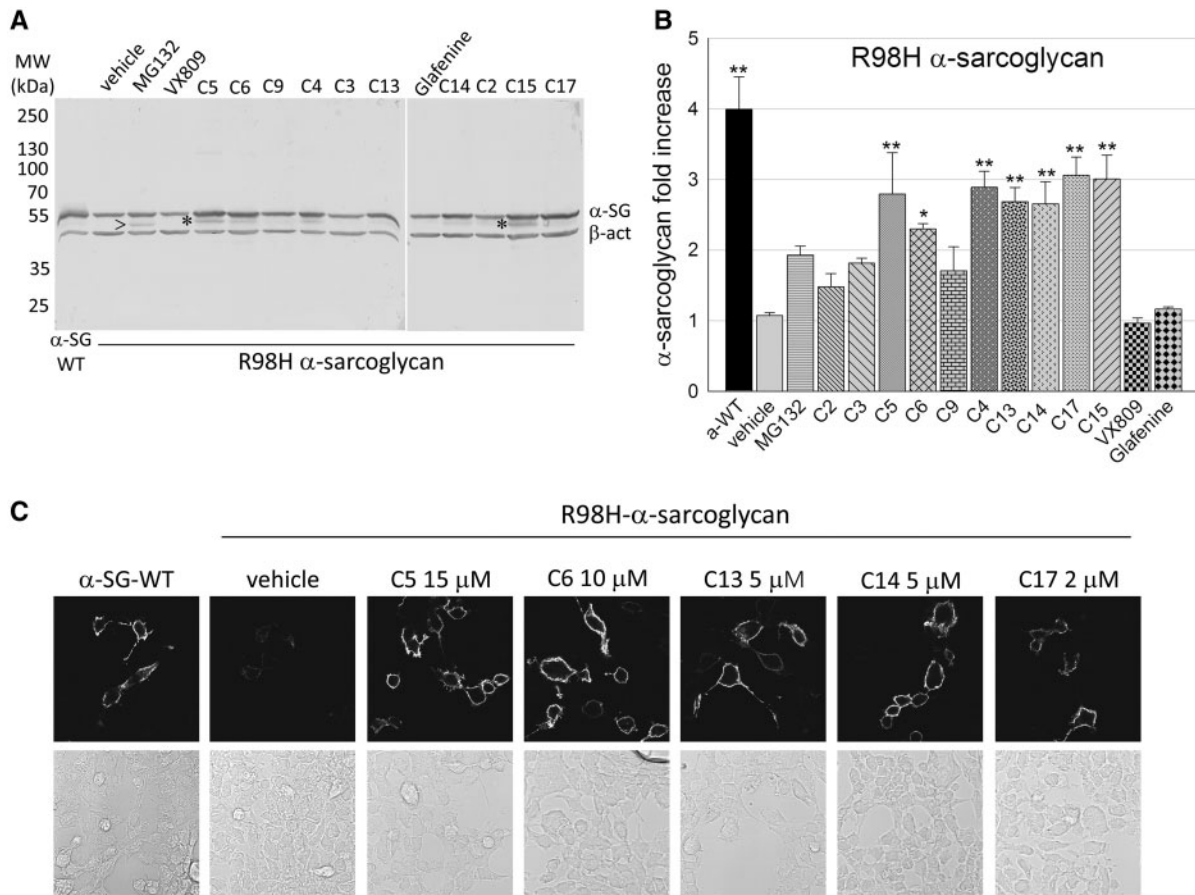 A
MW
(kDa)
vehicle
MG132
VX809
C5 C6 C9 C4 C3 C13
Glafenine
C14 C2 C15 C17
250
130
100
70
55
35
25
>
*
*
α-SG
β-act
α-SG
WT
R98H α-sarcoglycan
B
R98H α-sarcoglycan
α-sarcoglycan fold increase
5
4
3
2
1
0
**
**
*
**
**
**
**
**
a-WT
vehicle
MG132
C2
C3
C5
C6
C9
C4
C13
C14
C17
C15
VX809
Glafenine
C
R98H-α-sarcoglycan
α-SG-WT vehicle C5 15 μM C6 10 μM C13 5 μM C14 5 μM C17 2 μM